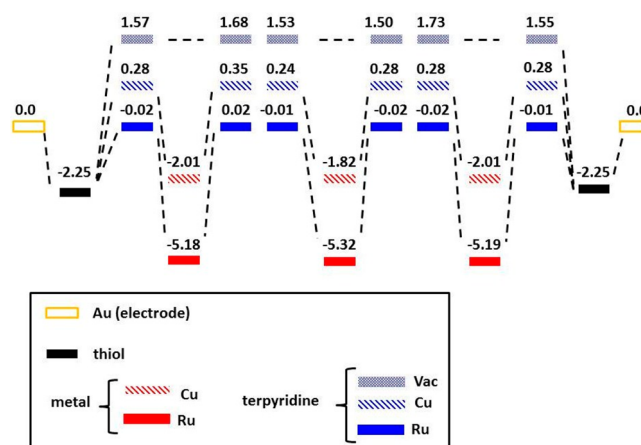 1.57 1.68 1.53 1.50 1.73 1.55
0.28 0.35 0.24 0.28 0.28 0.28
0.0 -0.02 0.02 -0.01 -0.02 -0.02 -0.01 0.0
-2.25 -2.01 -1.82 -2.01 -2.25
-5.18 -5.32 -5.19
Au (electrode)
thiol
metal
Cu
Ru
terpyridine
Vac
Cu
Ru